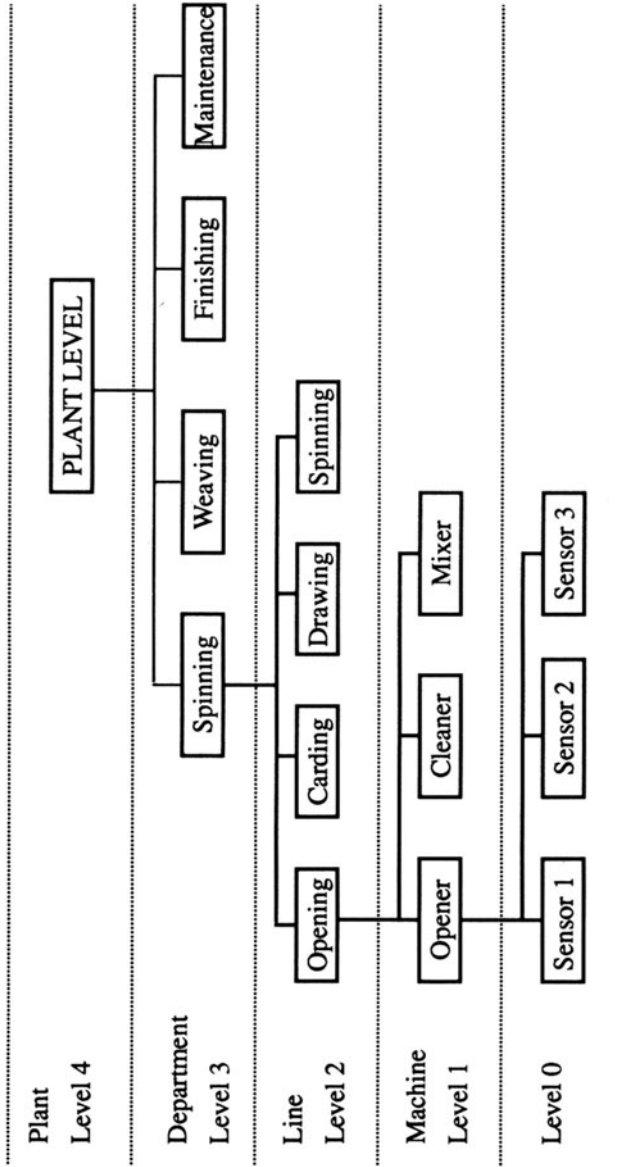 Plant
Level 4
PLANT LEVEL
Department
Level 3
Spinning
Weaving
Finishing
Maintenance
Line
Level 2
Opening
Carding
Drawing
Spinning
Machine
Level 1
Opener
Cleaner
Mixer
Level 0
Sensor 1
Sensor 2
Sensor 3